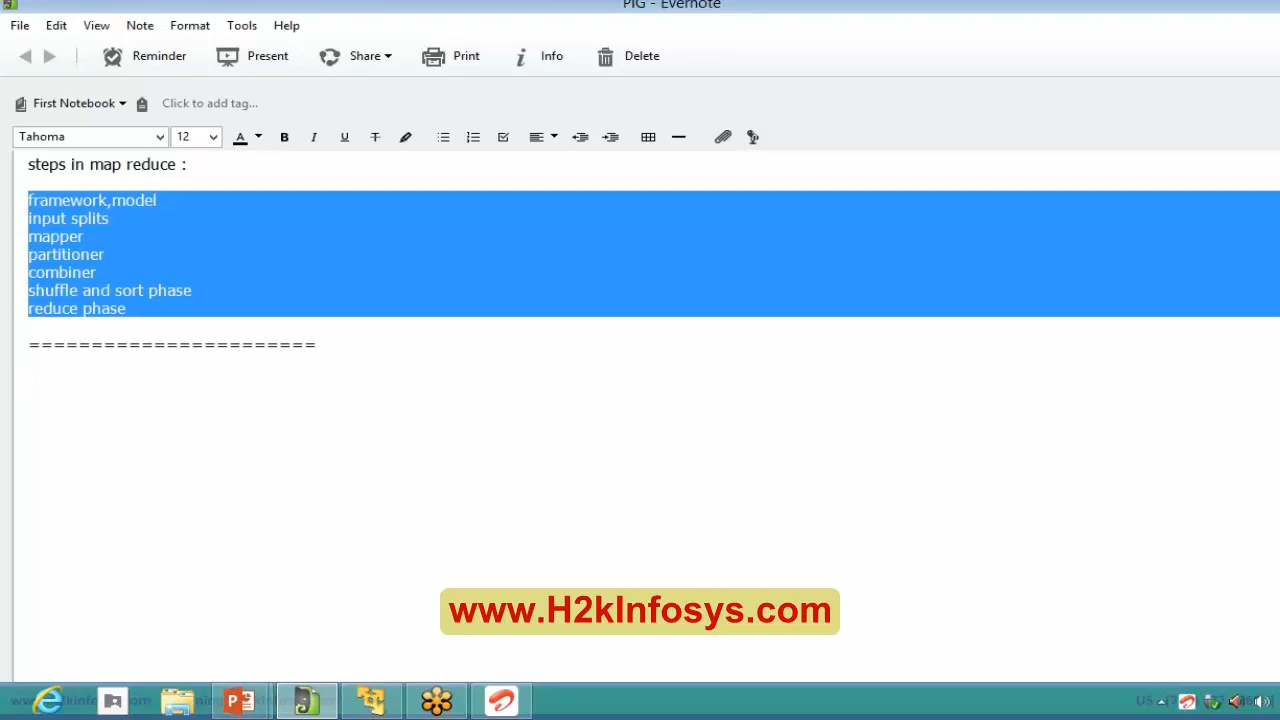 PIG - Evernote
File Edit View Note Format Tools Help
Reminder Present Share Print Info Delete
First Notebook Click to add tag...
Tahoma 12 A B I U T
steps in map reduce :
framework,model
input splits
mapper
partitioner
combiner
shuffle and sort phase
reduce phase
=======================
www.H2kInfosys.com